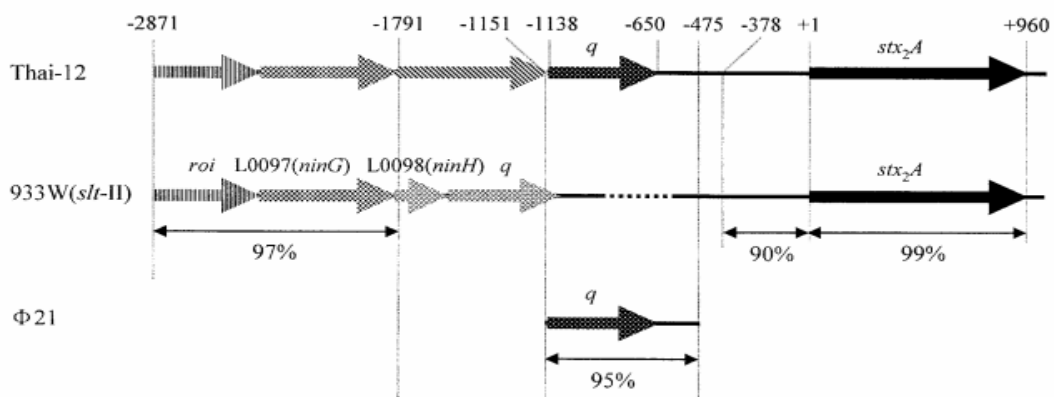 -2871 -1791 -1151 -1138 -650 -475 -378 +1 +960
q stx₂A
Thai-12
roi L0097(ninG) L0098(ninH) q stx₂A
933W(slt-II)
97% 90% 99%
q
Φ21
95%